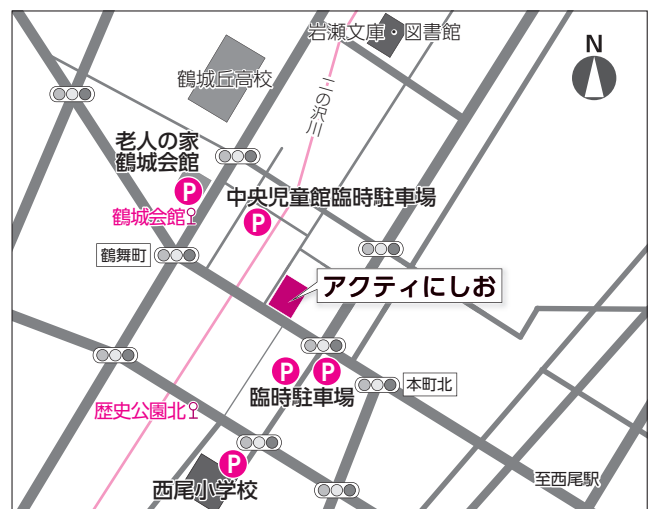 岩瀬文庫・図書館
N
鶴城丘高校
二の沢川
老人の家
鶴城会館
P
中央児童館臨時駐車場
鶴城会館
P
鶴舞町
アクティにしお
P
P
本町北
臨時駐車場
歴史公園北
P
至西尾駅
西尾小学校